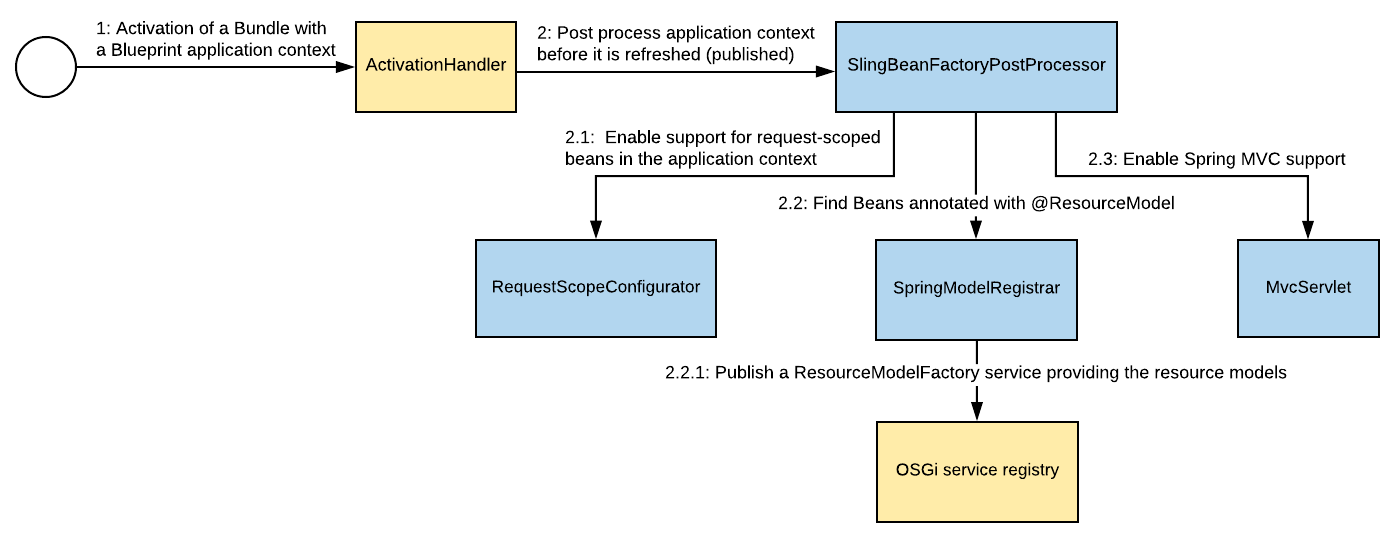 1: Activation of a Bundle with
a Blueprint application context
ActivationHandler
2: Post process application context
before it is refreshed (published)
SlingBeanFactoryPostProcessor
2.1:  Enable support for request-scoped
beans in the application context
2.3: Enable Spring MVC support
2.2: Find Beans annotated with @ResourceModel
RequestScopeConfigurator
SpringModelRegistrar
MvcServlet
2.2.1: Publish a ResourceModelFactory service providing the resource models
OSGi service registry